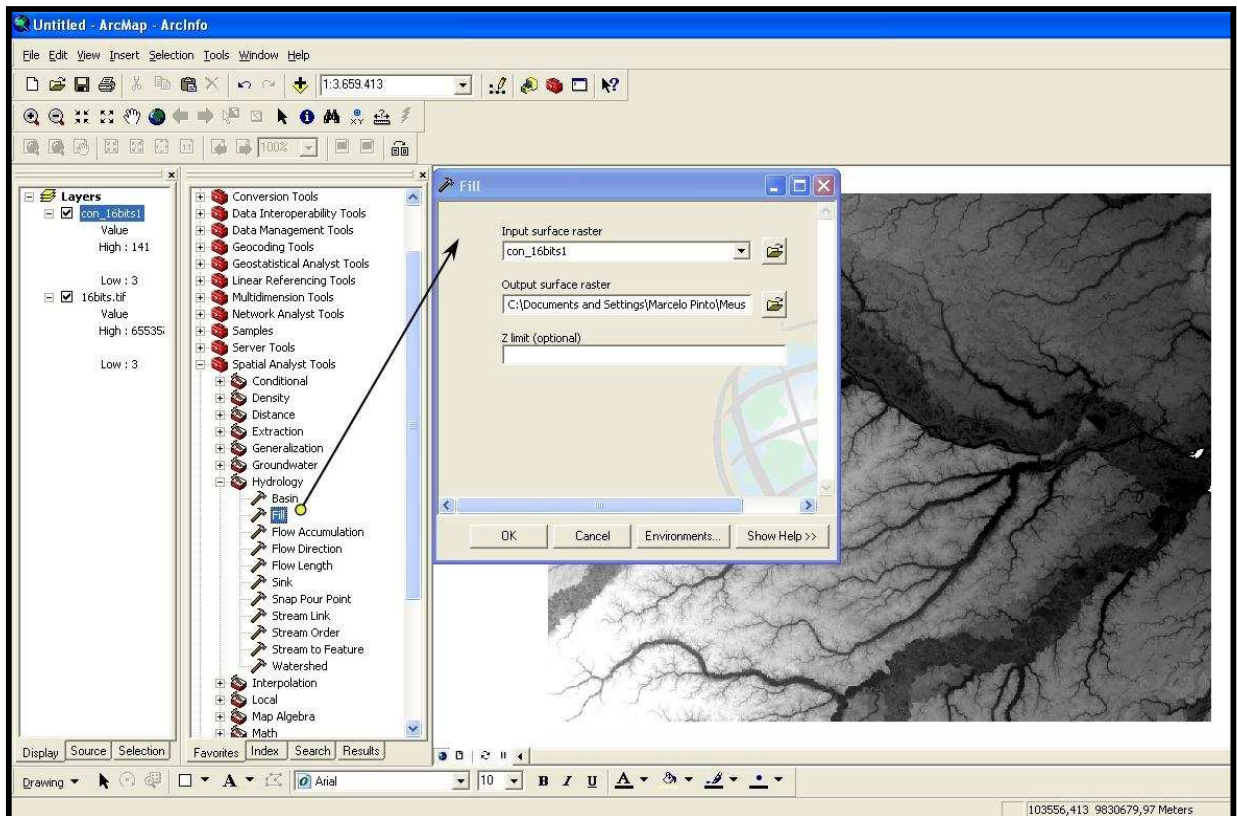 Untitled - ArcMap - ArcInfo
File Edit View Insert Selection Tools Window Help
1:3.659.413
100%
Layers
con_16bits1
Value
High : 141
Low : 3
16bits.tif
Value
High : 65535
Low : 3
Display Source Selection
Conversion Tools
Data Interoperability Tools
Data Management Tools
Geocoding Tools
Geostatistical Analyst Tools
Linear Referencing Tools
Multidimension Tools
Network Analyst Tools
Samples
Server Tools
Spatial Analyst Tools
Conditional
Density
Distance
Extraction
Generalization
Groundwater
Hydrology
Basin
Fill
Flow Accumulation
Flow Direction
Flow Length
Sink
Snap Pour Point
Stream Link
Stream Order
Stream to Feature
Watershed
Interpolation
Local
Map Algebra
Math
Favorites Index Search Results
Fill
Input surface raster
con_16bits1
Output surface raster
C:\Documents and Settings\Marcelo Pinto\Meus
Z limit (optional)
OK Cancel Environments... Show Help >>
Drawing A Arial 10 B I U A
103556,413 9830679,97 Meters